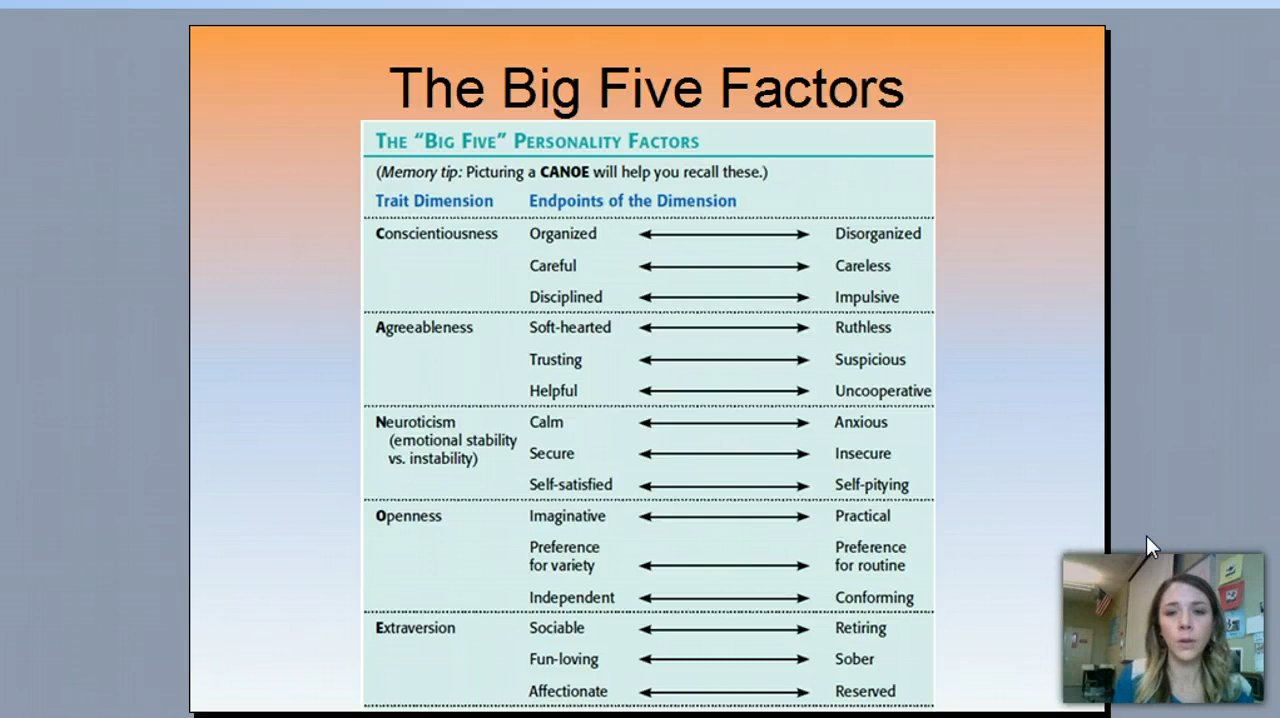 The Big Five Factors
THE "BIG FIVE" PERSONALITY FACTORS
(Memory tip: Picturing a CANOE will help you recall these.)
Trait Dimension Endpoints of the Dimension
Conscientiousness Organized Disorganized
Careful Careless
Disciplined Impulsive
Agreeableness Soft-hearted Ruthless
Trusting Suspicious
Helpful Uncooperative
Neuroticism Calm Anxious
(emotional stability
vs. instability) Secure Insecure
Self-satisfied Self-pitying
Openness Imaginative Practical
Preference Preference
for variety for routine
Independent Conforming
Extraversion Sociable Retiring
Fun-loving Sober
Affectionate Reserved